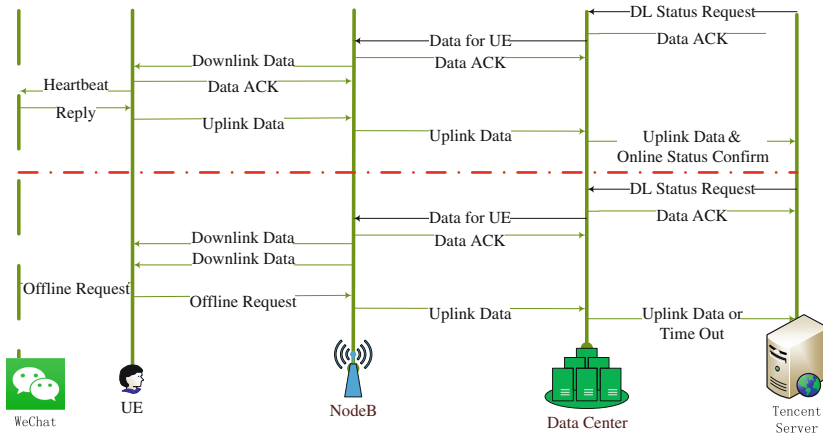 DL Status Request
Data for UE
Data ACK
Downlink Data
Data ACK
Heartbeat
Data ACK
Reply
Uplink Data
Uplink Data
Uplink Data &
Online Status Confirm
DL Status Request
Data for UE
Data ACK
Downlink Data
Data ACK
Downlink Data
Offline Request
Offline Request
Uplink Data
Uplink Data or
Time Out
WeChat
UE
NodeB
Data Center
Tencent
Server